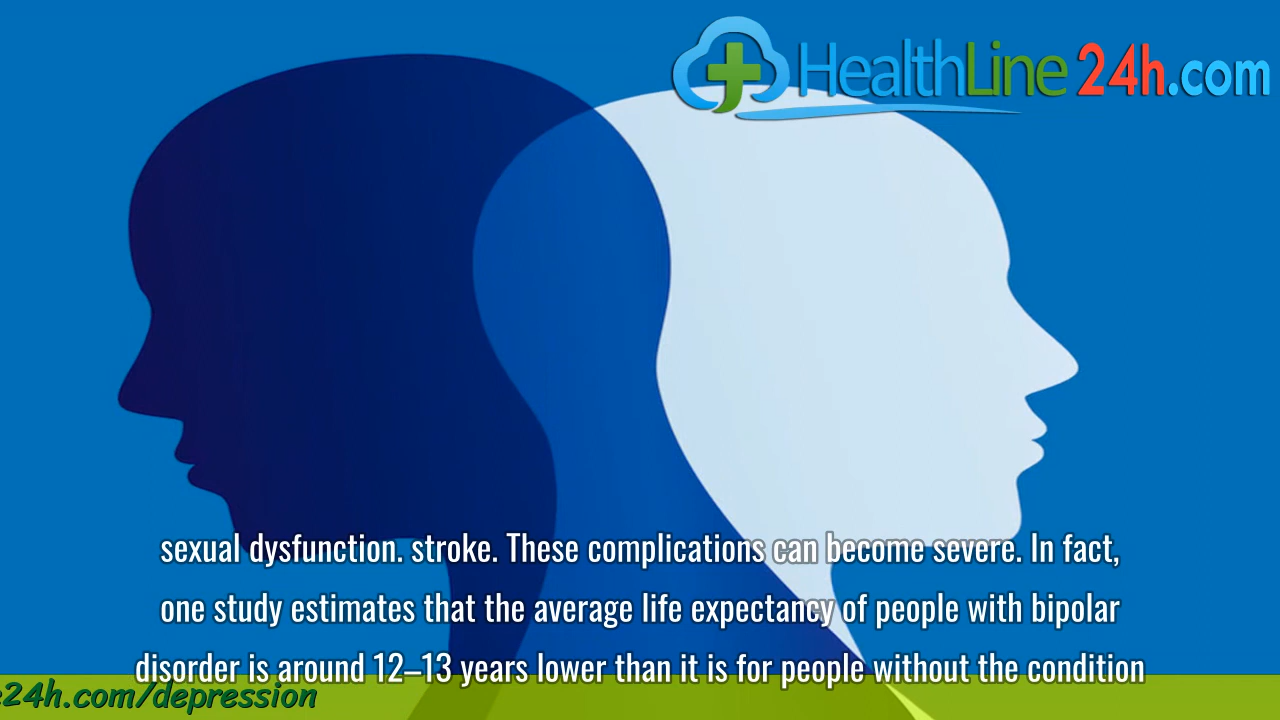 HealthLine 24h.com
sexual dysfunction. stroke. These complications can become severe. In fact,
one study estimates that the average life expectancy of people with bipolar
disorder is around 12–13 years lower than it is for people without the condition
e24h.com/depression